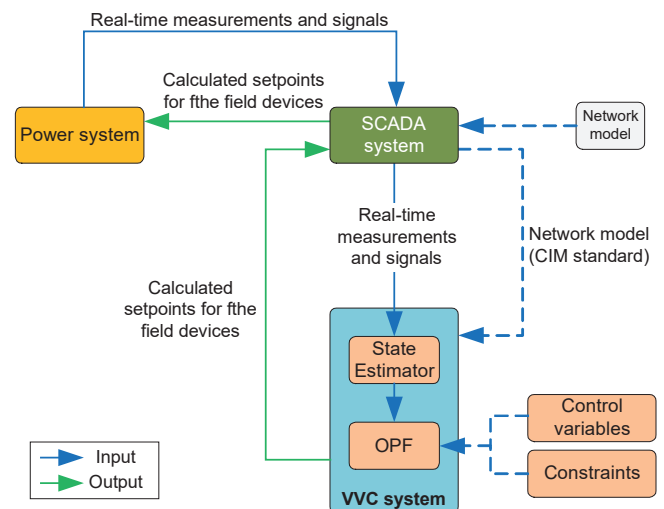 Real-time measurements and signals
Calculated setpoints
for fthe field devices
Power system
SCADA
system
Network
model
Real-time
measurements
and signals
Network model
(CIM standard)
Calculated
setpoints for fthe
field devices
State
Estimator
OPF
VVC system
Control
variables
Constraints
Input
Output